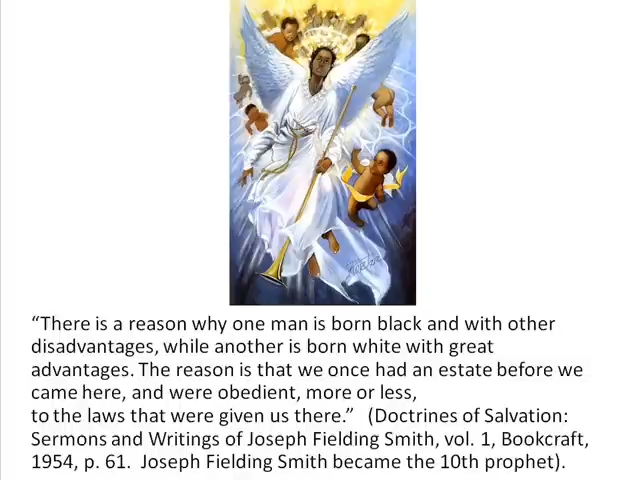 “There is a reason why one man is born black and with other
disadvantages, while another is born white with great
advantages. The reason is that we once had an estate before we
came here, and were obedient, more or less,
to the laws that were given us there.” (Doctrines of Salvation:
Sermons and Writings of Joseph Fielding Smith, vol. 1, Bookcraft,
1954, p. 61. Joseph Fielding Smith became the 10th prophet).